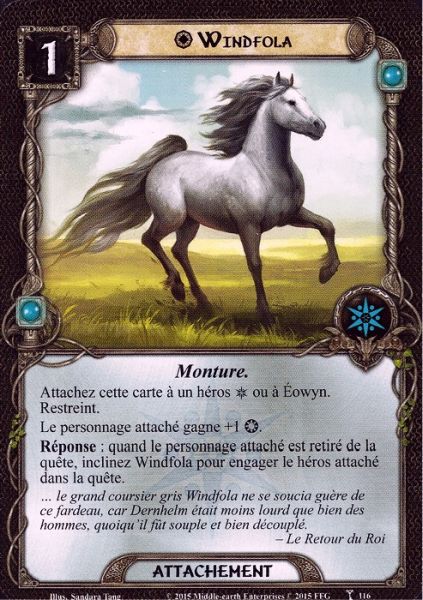 1
Windfola
Monture.
Attachez cette carte à un héros ou à Éowyn.
Restreint.
Le personnage attaché gagne +1 .
Réponse : quand le personnage attaché est retiré de la
quête, inclinez Windfola pour engager le héros attaché
dans la quête.
... le grand coursier gris Windfola ne se soucia guère de
ce fardeau, car Dernhelm était moins lourd que bien des
hommes, quoiqu'il fût souple et bien découplé.
– Le Retour du Roi
ATTACHEMENT
Illus. Sandara Tang © 2015 Middle-earth Enterprises © 2015 FFG 116